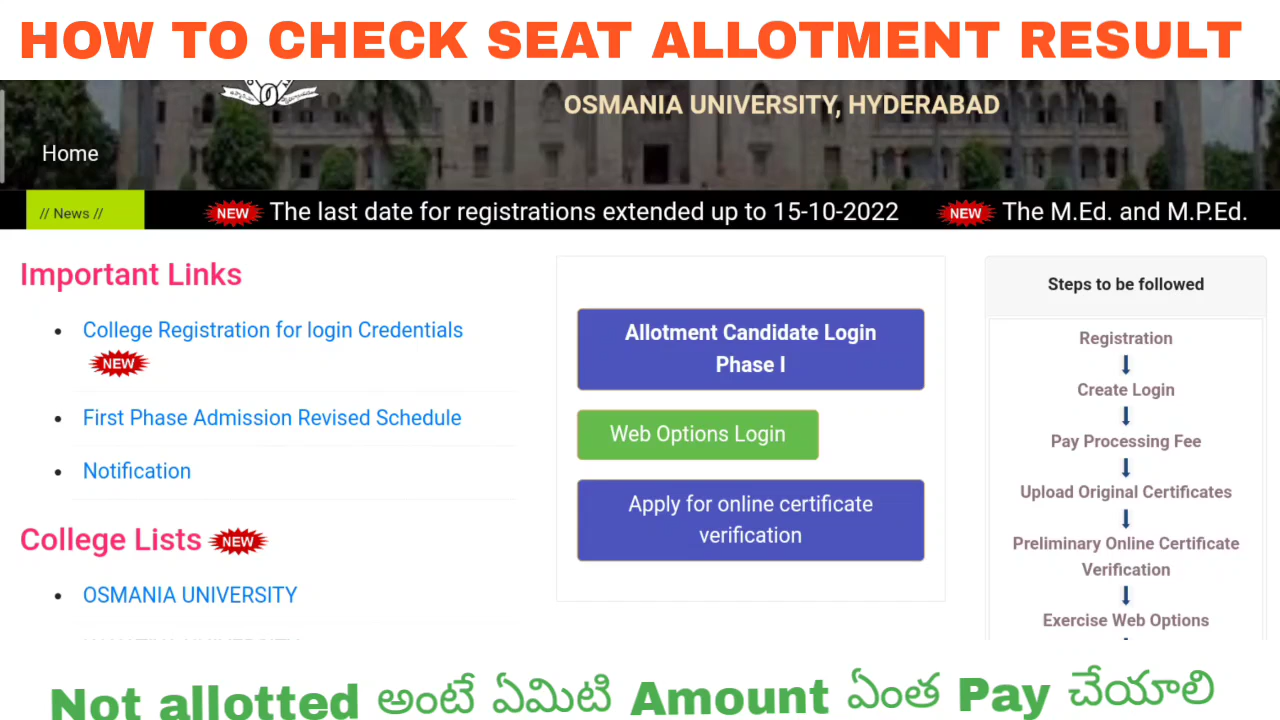 HOW TO CHECK SEAT ALLOTMENT RESULT
OSMANIA UNIVERSITY, HYDERABAD
Home
// News //
NEW The last date for registrations extended up to 15-10-2022 NEW The M.Ed. and M.P.Ed.
Important Links
College Registration for login Credentials
NEW
First Phase Admission Revised Schedule
Notification
College Lists NEW
OSMANIA UNIVERSITY
Allotment Candidate Login
Phase I
Web Options Login
Apply for online certificate
verification
Steps to be followed
Registration
Create Login
Pay Processing Fee
Upload Original Certificates
Preliminary Online Certificate
Verification
Exercise Web Options
Not allotted అంటే ఏమిటి Amount ఏంత Pay చేయాలి